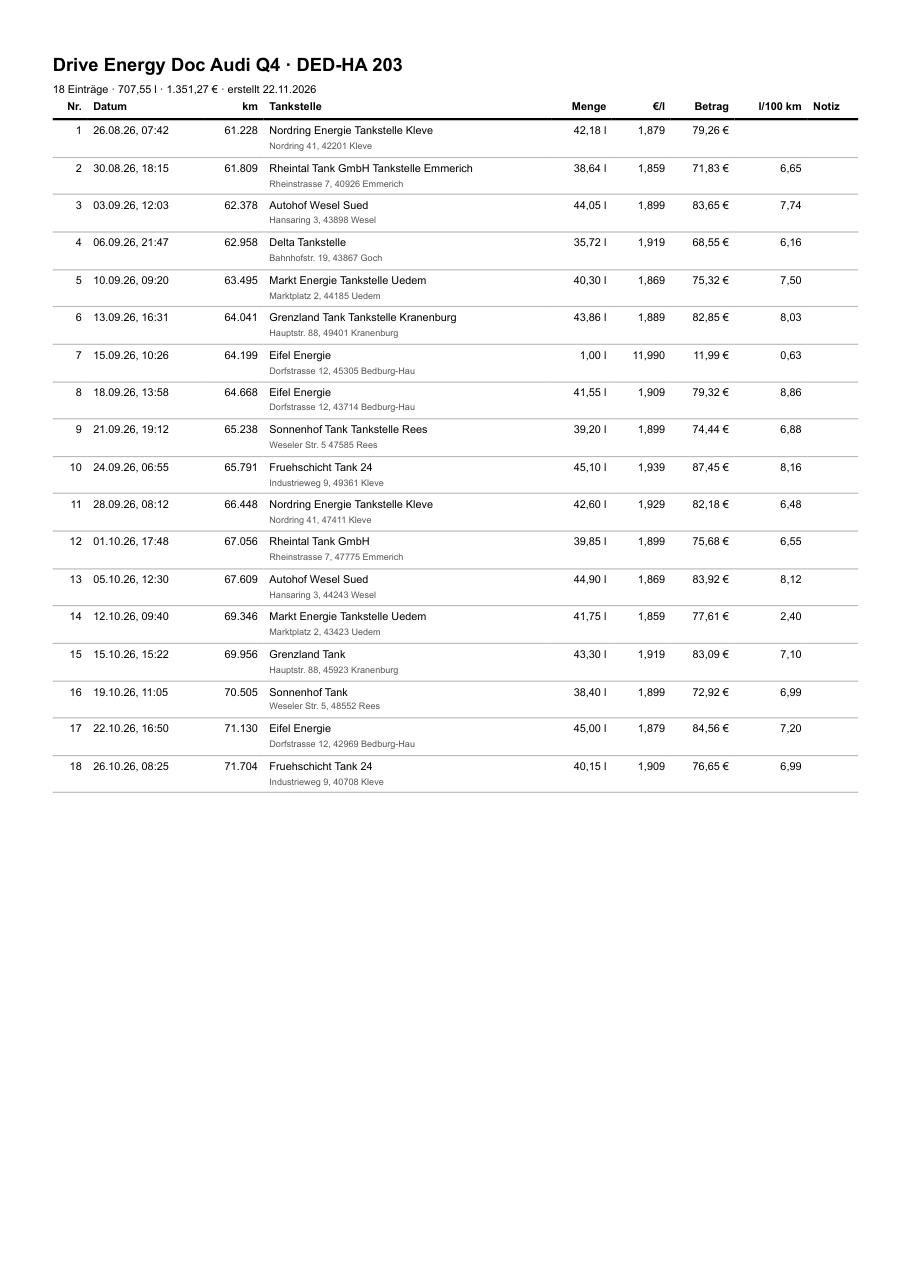 Drive Energy Doc Audi Q4 · DED-HA 203
18 Einträge · 707,55 l · 1.351,27 € · erstellt 22.11.2026
Nr. Datum km Tankstelle Menge €/l Betrag l/100 km Notiz
1 26.08.26, 07:42 61.228 Nordring Energie Tankstelle Kleve 42,18 l 1,879 79,26 €
Nordring 41, 42201 Kleve
2 30.08.26, 18:15 61.809 Rheintal Tank GmbH Tankstelle Emmerich 38,64 l 1,859 71,83 € 6,65
Rheinstrasse 7, 40926 Emmerich
3 03.09.26, 12:03 62.378 Autohof Wesel Sued 44,05 l 1,899 83,65 € 7,74
Hansaring 3, 43898 Wesel
4 06.09.26, 21:47 62.958 Delta Tankstelle 35,72 l 1,919 68,55 € 6,16
Bahnhofstr. 19, 43867 Goch
5 10.09.26, 09:20 63.495 Markt Energie Tankstelle Uedem 40,30 l 1,869 75,32 € 7,50
Marktplatz 2, 44185 Uedem
6 13.09.26, 16:31 64.041 Grenzland Tank Tankstelle Kranenburg 43,86 l 1,889 82,85 € 8,03
Hauptstr. 88, 49401 Kranenburg
7 15.09.26, 10:26 64.199 Eifel Energie 1,00 l 11,990 11,99 € 0,63
Dorfstrasse 12, 45305 Bedburg-Hau
8 18.09.26, 13:58 64.668 Eifel Energie 41,55 l 1,909 79,32 € 8,86
Dorfstrasse 12, 43714 Bedburg-Hau
9 21.09.26, 19:12 65.238 Sonnenhof Tank Tankstelle Rees 39,20 l 1,899 74,44 € 6,88
Weseler Str. 5 47585 Rees
10 24.09.26, 06:55 65.791 Fruehschicht Tank 24 45,10 l 1,939 87,45 € 8,16
Industrieweg 9, 49361 Kleve
11 28.09.26, 08:12 66.448 Nordring Energie Tankstelle Kleve 42,60 l 1,929 82,18 € 6,48
Nordring 41, 47411 Kleve
12 01.10.26, 17:48 67.056 Rheintal Tank GmbH 39,85 l 1,899 75,68 € 6,55
Rheinstrasse 7, 47775 Emmerich
13 05.10.26, 12:30 67.609 Autohof Wesel Sued 44,90 l 1,869 83,92 € 8,12
Hansaring 3, 44243 Wesel
14 12.10.26, 09:40 69.346 Markt Energie Tankstelle Uedem 41,75 l 1,859 77,61 € 2,40
Marktplatz 2, 43423 Uedem
15 15.10.26, 15:22 69.956 Grenzland Tank 43,30 l 1,919 83,09 € 7,10
Hauptstr. 88, 45923 Kranenburg
16 19.10.26, 11:05 70.505 Sonnenhof Tank 38,40 l 1,899 72,92 € 6,99
Weseler Str. 5, 48552 Rees
17 22.10.26, 16:50 71.130 Eifel Energie 45,00 l 1,879 84,56 € 7,20
Dorfstrasse 12, 42969 Bedburg-Hau
18 26.10.26, 08:25 71.704 Fruehschicht Tank 24 40,15 l 1,909 76,65 € 6,99
Industrieweg 9, 40708 Kleve